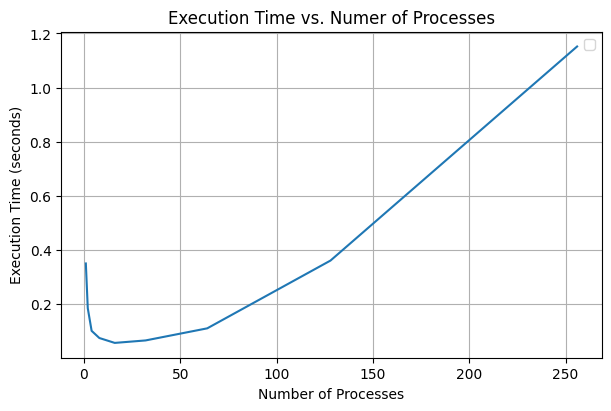 Execution Time vs. Numer of Processes
1.2
1.0
0.8
0.6
0.4
0.2
Execution Time (seconds)
0 50 100 150 200 250
Number of Processes